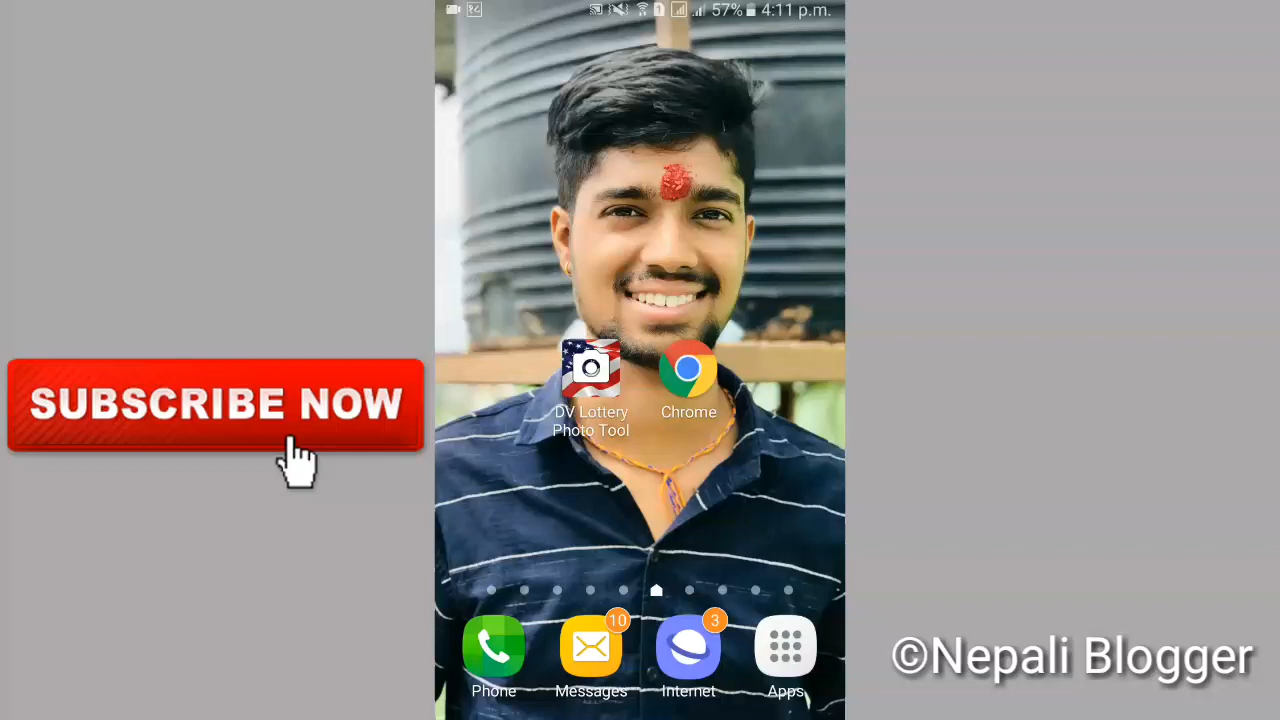 57% 4:11 p.m.
SUBSCRIBE NOW
DV Lottery
Photo Tool
Chrome
10
3
Phone
Messages
Internet
Apps
©Nepali Blogger